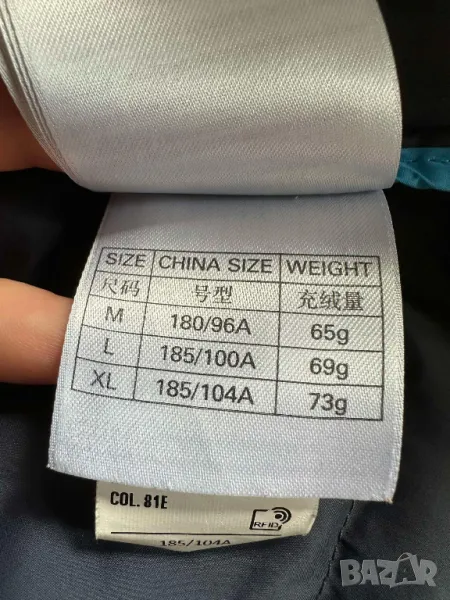 SIZE CHINA SIZE WEIGHT
尺码 号型 充绒量
M 180/96A 65g
L 185/100A 69g
XL 185/104A 73g
COL. 81E
RFID
185/104A
BAZAR